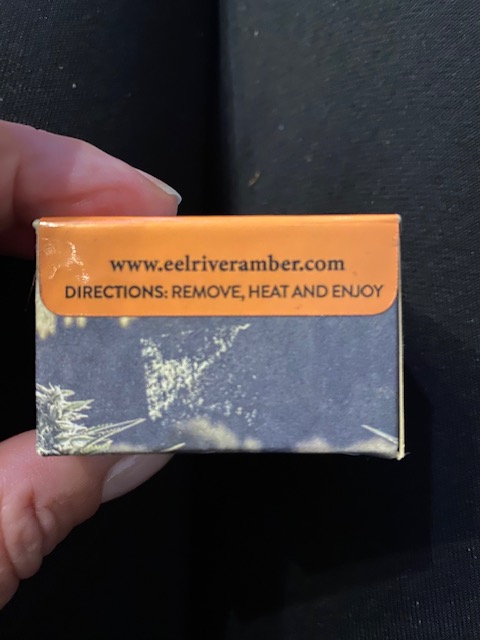 www.eelriveramber.com
DIRECTIONS: REMOVE, HEAT AND ENJOY